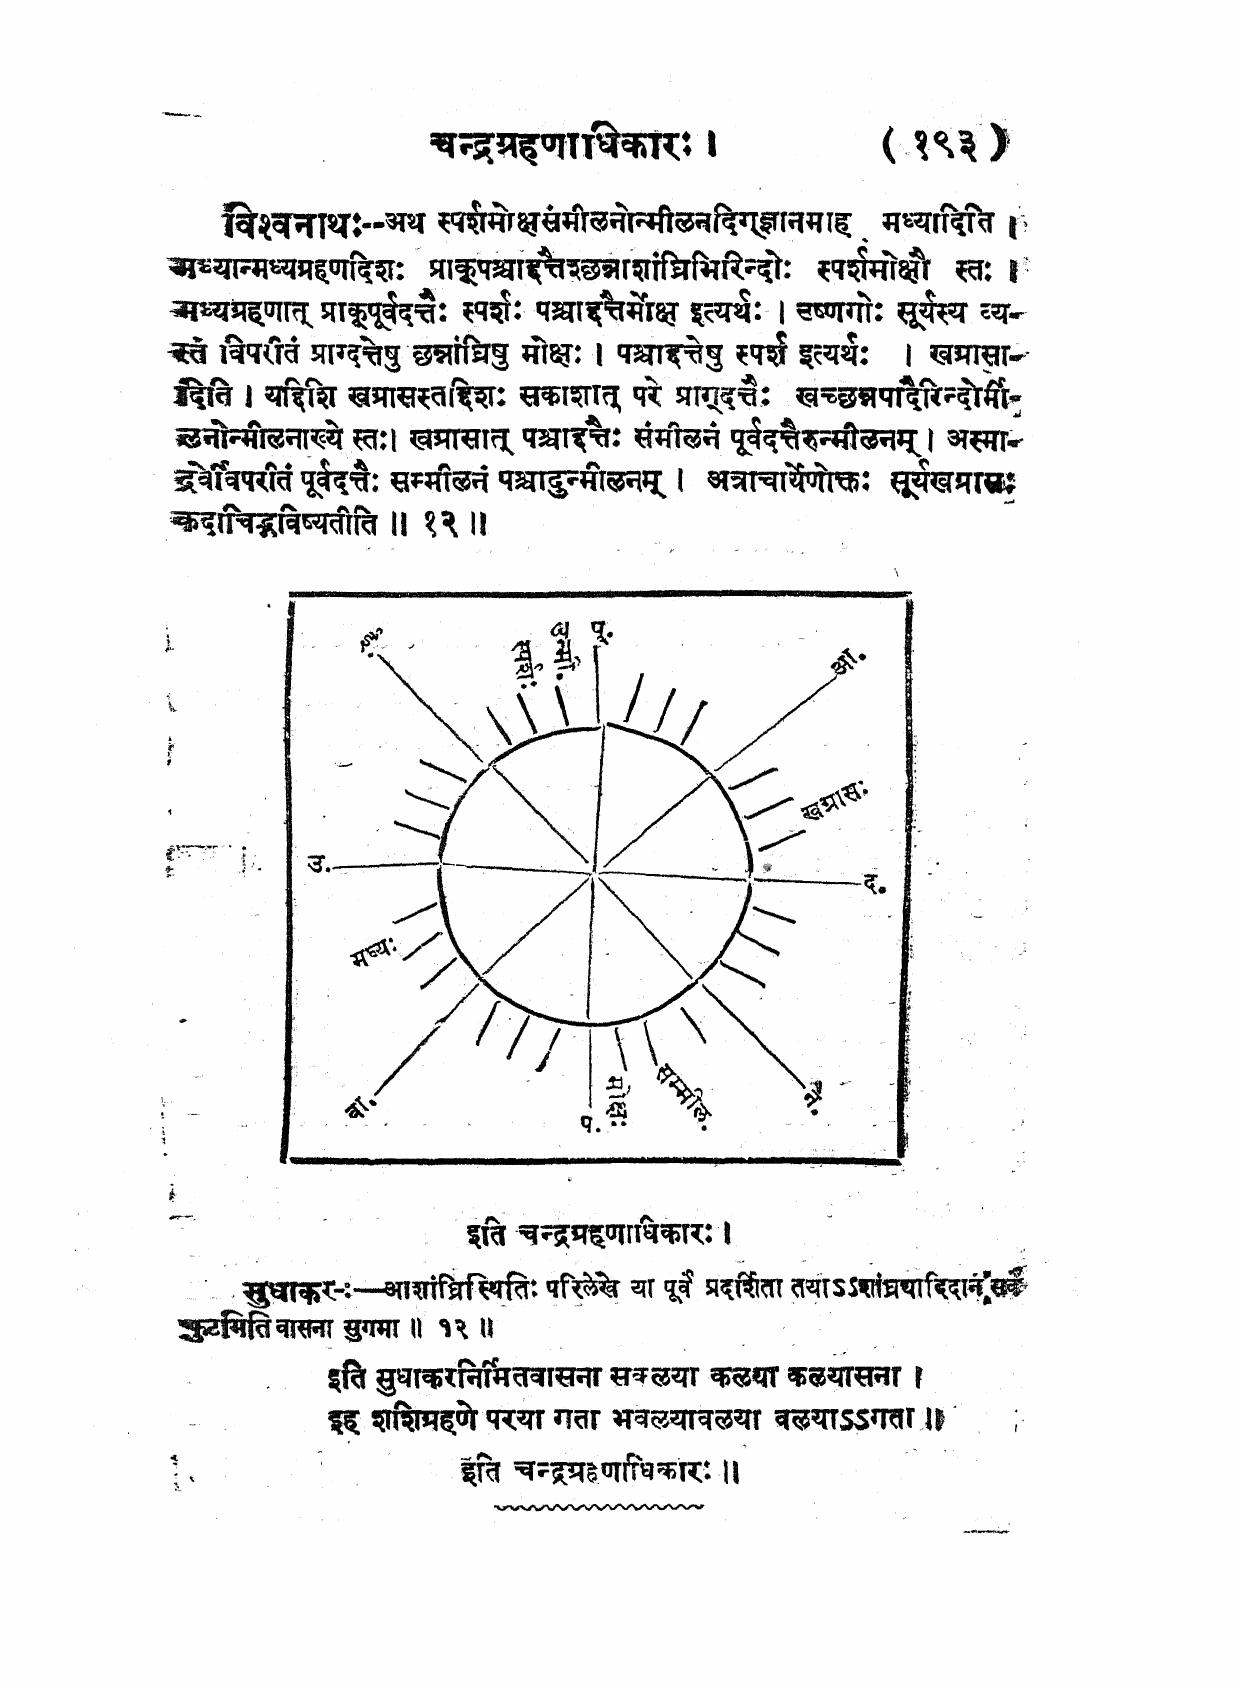 चन्द्रग्रहणाधिकारः । ( १९३ )
विश्वनाथः--अथ स्पर्शमोक्षसंमीलनोन्मीलनदिग्ज्ञानमाह मध्यादिति ।
मध्यान्मध्यग्रहणदिशः प्राक्पश्चाद्दत्तैश्छन्नाशांघ्रिभिरिन्दोः स्पर्शमोक्षौ स्तः ।
मध्यग्रहणात् प्राक्पूर्वदत्तैः स्पर्शः पश्चाद्दत्तैर्मोक्ष इत्यर्थः । उष्णगोः सूर्यस्य व्य-
स्तं विपरीतं प्राग्दत्तेषु छन्नांघ्रिषु मोक्षः । पश्चाद्दत्तेषु स्पर्श इत्यर्थः । खग्रासा-
दिति । यद्दिशि खग्रासस्तद्दिशः सकाशात् परे प्राग्दत्तैः खच्छन्नपादैरिन्दोर्मी-
लनोन्मीलनाख्ये स्तः। खग्रासात् पश्चाद्दत्तैः संमीलनं पूर्वदत्तैरुन्मीलनम् । अस्मा-
द्रवेर्विपरीतं पूर्वदत्तैः सम्मीलनं पश्चादुन्मीलनम् । अत्राचार्येणोक्तः सूर्यखग्रासः
कदाचिद्भविष्यतीति ॥ १२ ॥
ई.
स्पर्शः
उन्मी.
पू.
आ.
खग्रासः
उ.
द.
मध्यः
वा.
प.
मोक्षः
सम्मील.
नै.
इति चन्द्रग्रहणाधिकारः ।
सुधाकरः—आशांघ्रिस्थितिः परिलेखे या पूर्वं प्रदर्शिता तयाऽऽशांघ्र्यादिदानं सर्वं
स्फुटमिति वासना सुगमा ॥ १२ ॥
इति सुधाकरनिर्मितवासना सकलया कलया कलयासना ।
इह शशिग्रहणे परया गता भवलयावलया वलयाऽऽगता ॥
इति चन्द्रग्रहणाधिकारः ॥